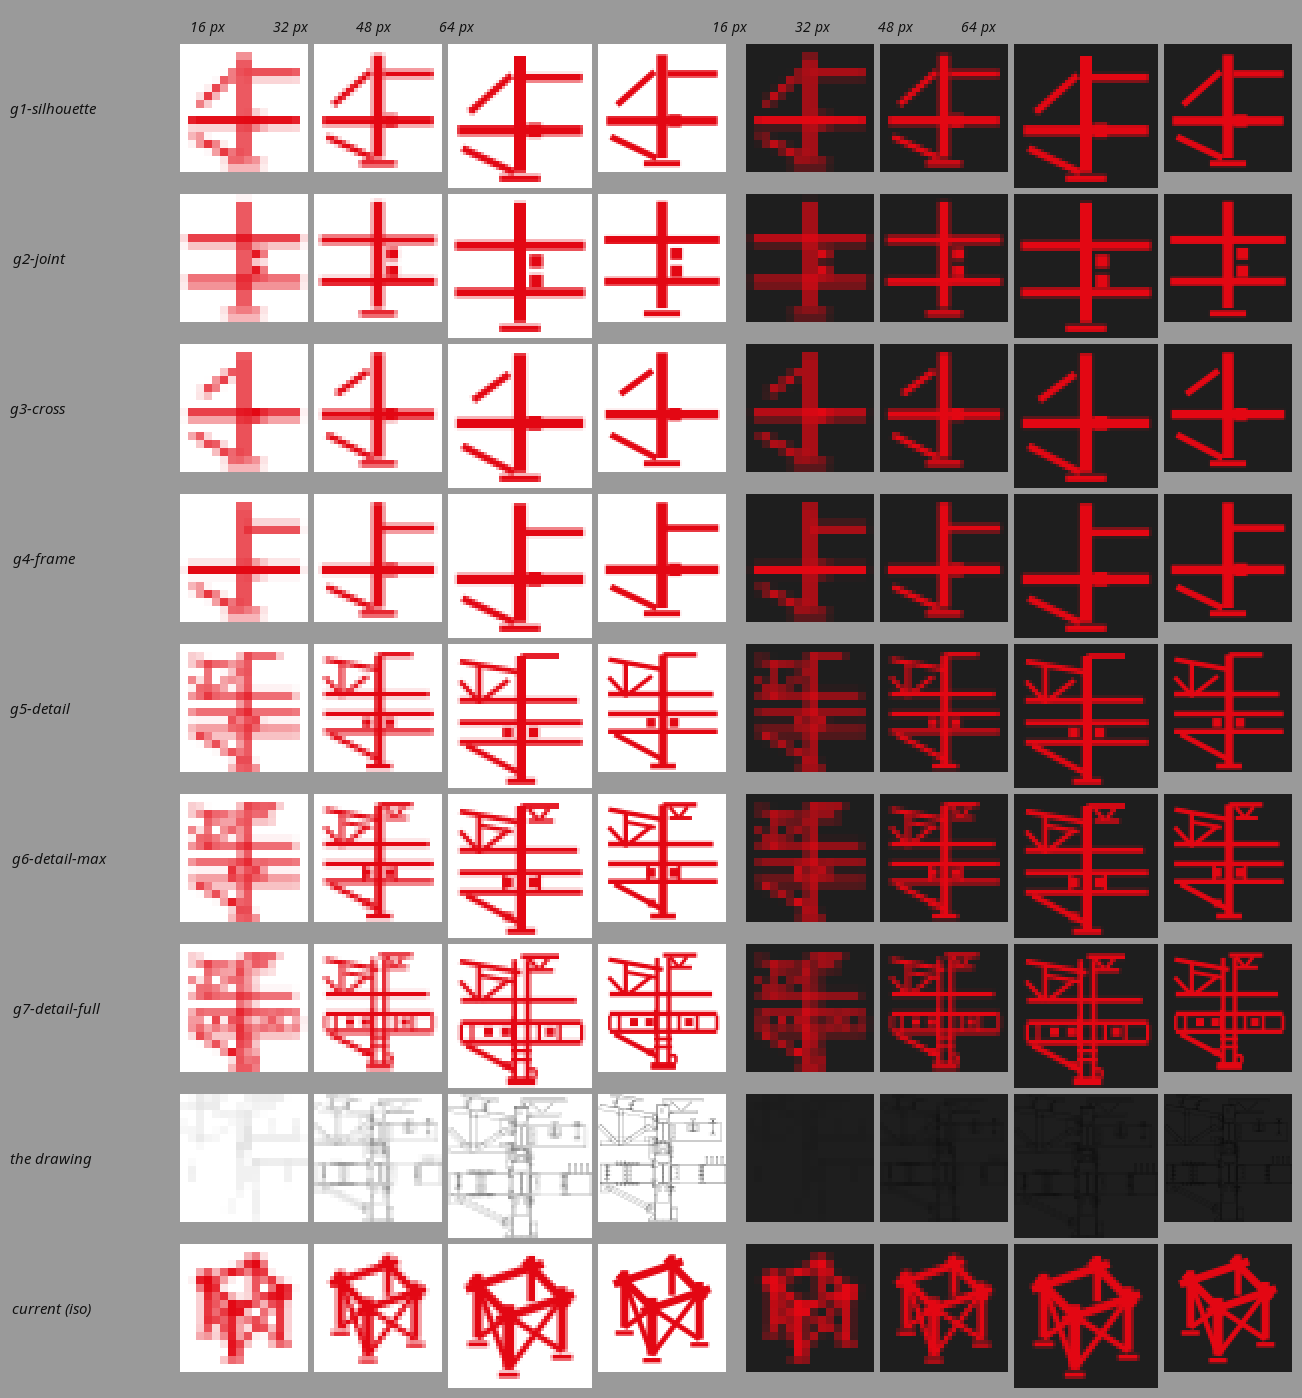 16 px 32 px 48 px 64 px 16 px 32 px 48 px 64 px
g1-silhouette
g2-joint
g3-cross
g4-frame
g5-detail
g6-detail-max
g7-detail-full
the drawing
current (iso)